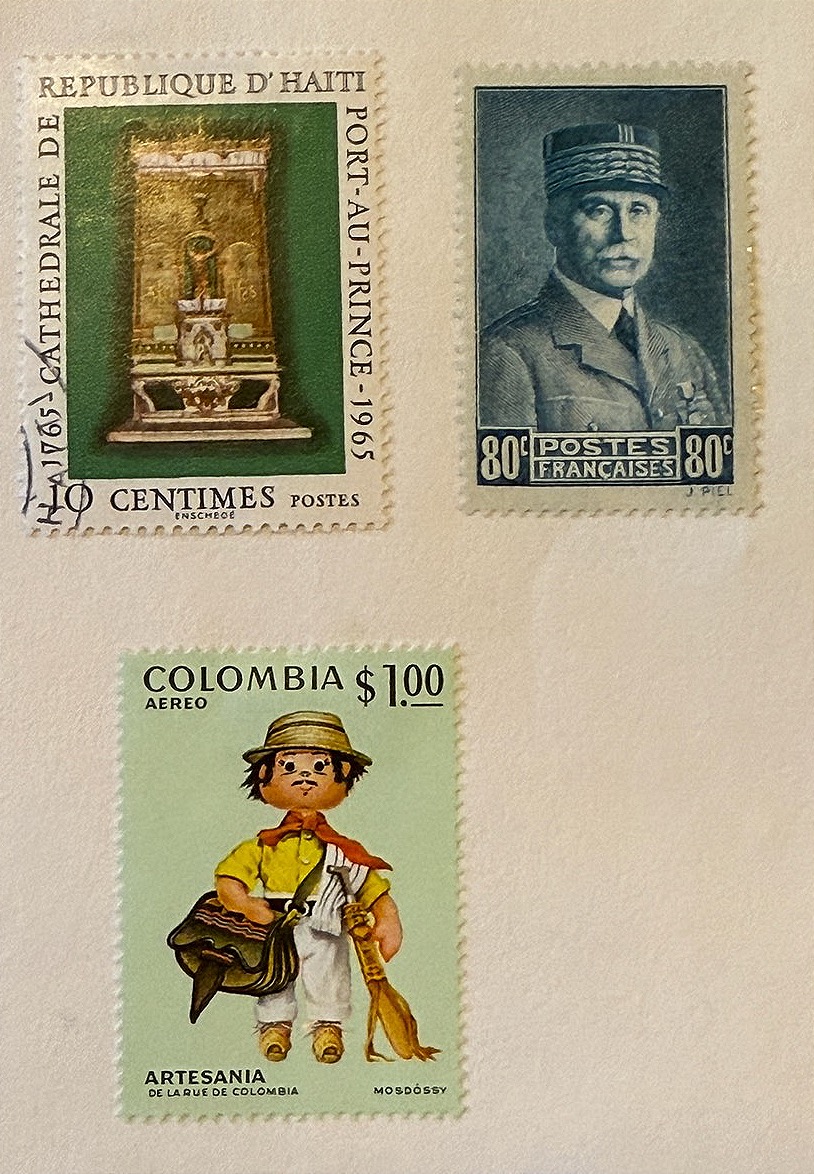 REPUBLIQUE D'HAITI
1765-CATHEDRALE DE
PORT-AU-PRINCE-1965
10 CENTIMES POSTES
ENSCHEDÉ
80c POSTES FRANÇAISES 80c
J. PIEL
COLOMBIA $1.00
AEREO
ARTESANIA
DE LA RUE DE COLOMBIA MOSDÓSSY